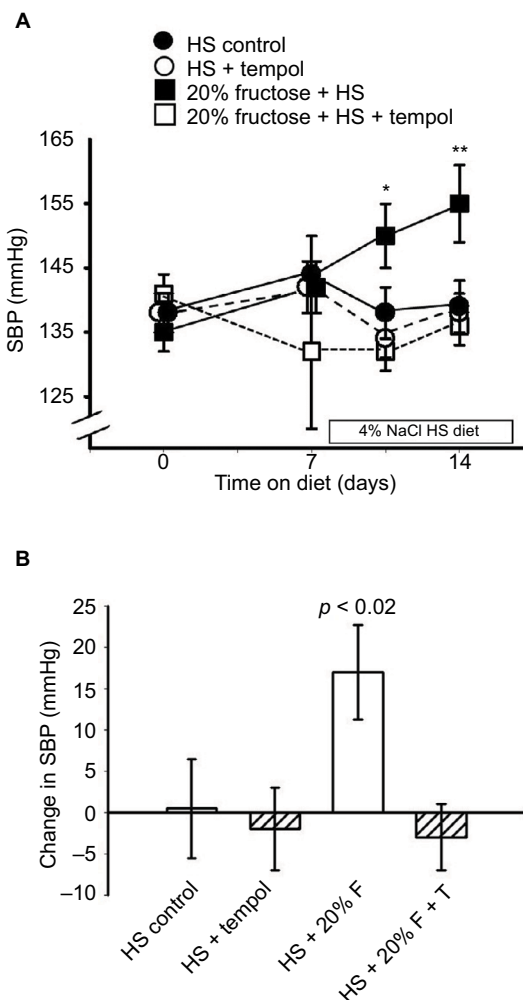 A
HS control
HS + tempol
20% fructose + HS
20% fructose + HS + tempol
165
155
145
135
125
SBP (mmHg)
*
**
4% NaCl HS diet
0
7
14
Time on diet (days)
B
25
20
15
10
5
0
–5
–10
Change in SBP (mmHg)
p < 0.02
HS control
HS + tempol
HS + 20% F
HS + 20% F + T